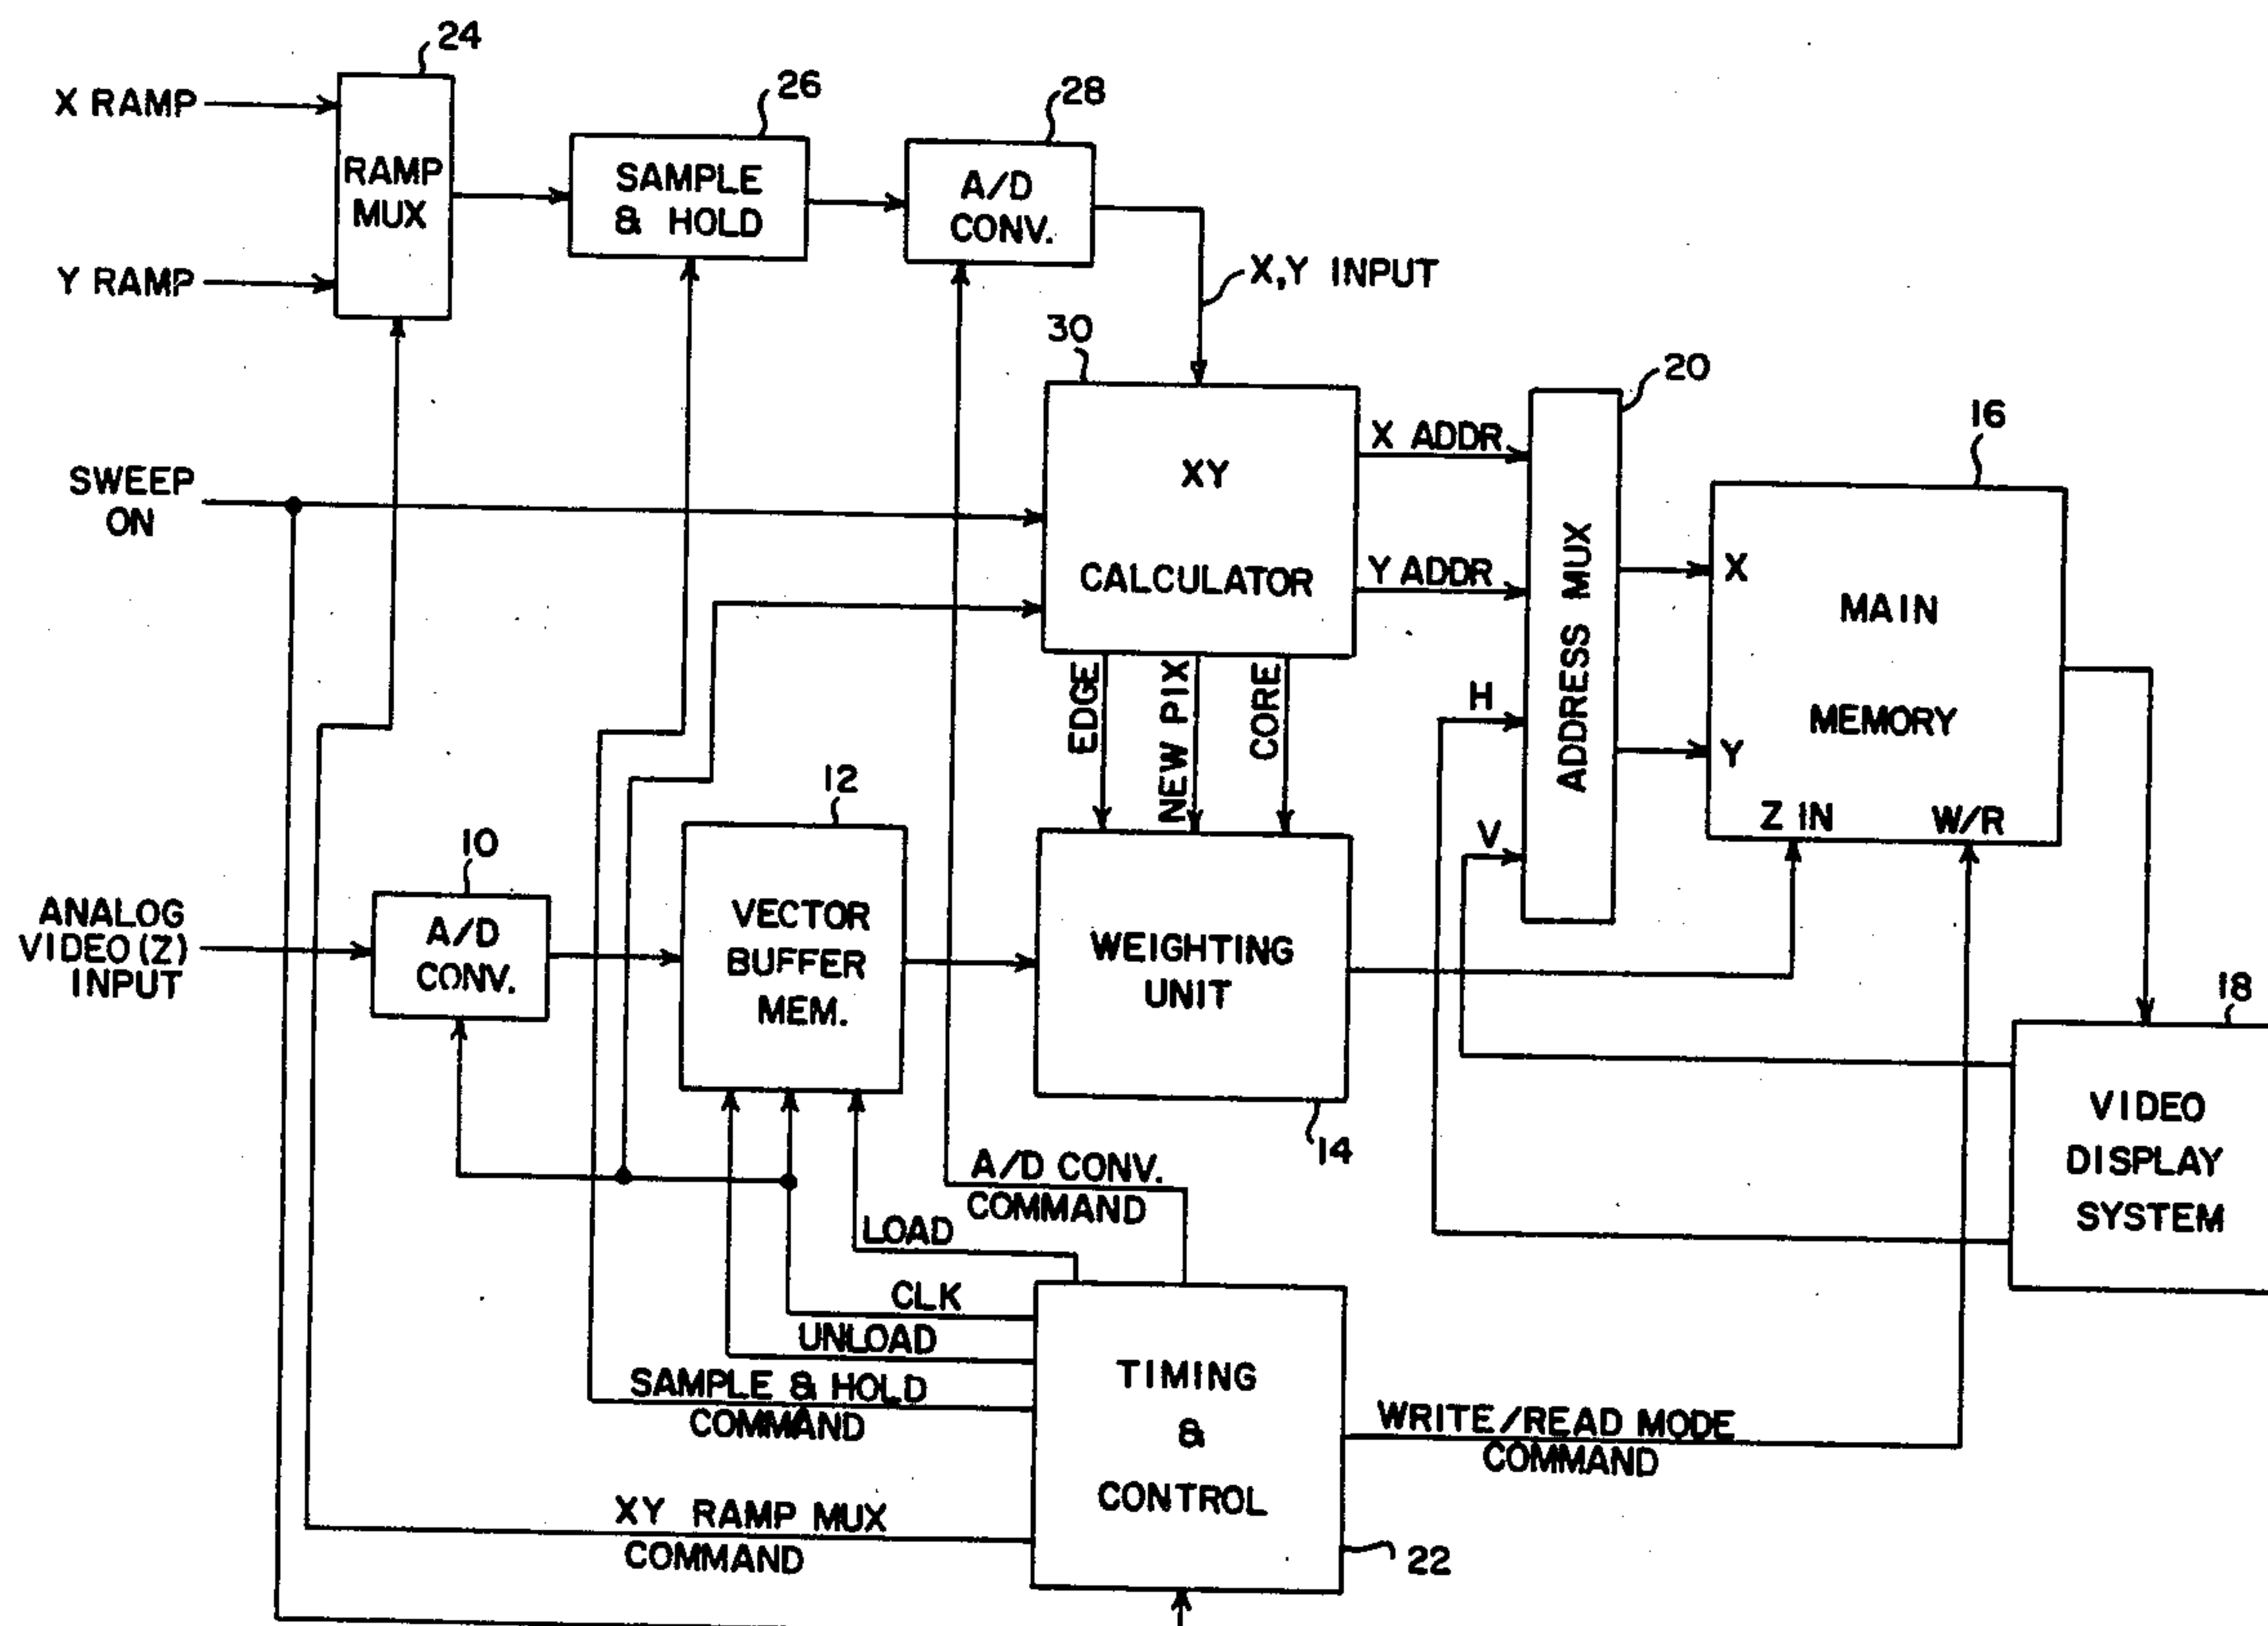 24
X RAMP
RAMP
MUX
Y RAMP
26
SAMPLE
& HOLD
28
A/D
CONV.
X,Y INPUT
30
XY
CALCULATOR
SWEEP
ON
X ADDR
Y ADDR
H
V
20
ADDRESS MUX
16
X
Y
MAIN
MEMORY
Z IN
W/R
EDGE
NEW PIX
CORE
ANALOG
VIDEO (Z)
INPUT
10
A/D
CONV.
12
VECTOR
BUFFER
MEM.
WEIGHTING
UNIT
14
18
VIDEO
DISPLAY
SYSTEM
A/D CONV.
COMMAND
LOAD
CLK
UNLOAD
SAMPLE & HOLD
COMMAND
XY RAMP MUX
COMMAND
TIMING
&
CONTROL
22
WRITE/READ MODE
COMMAND